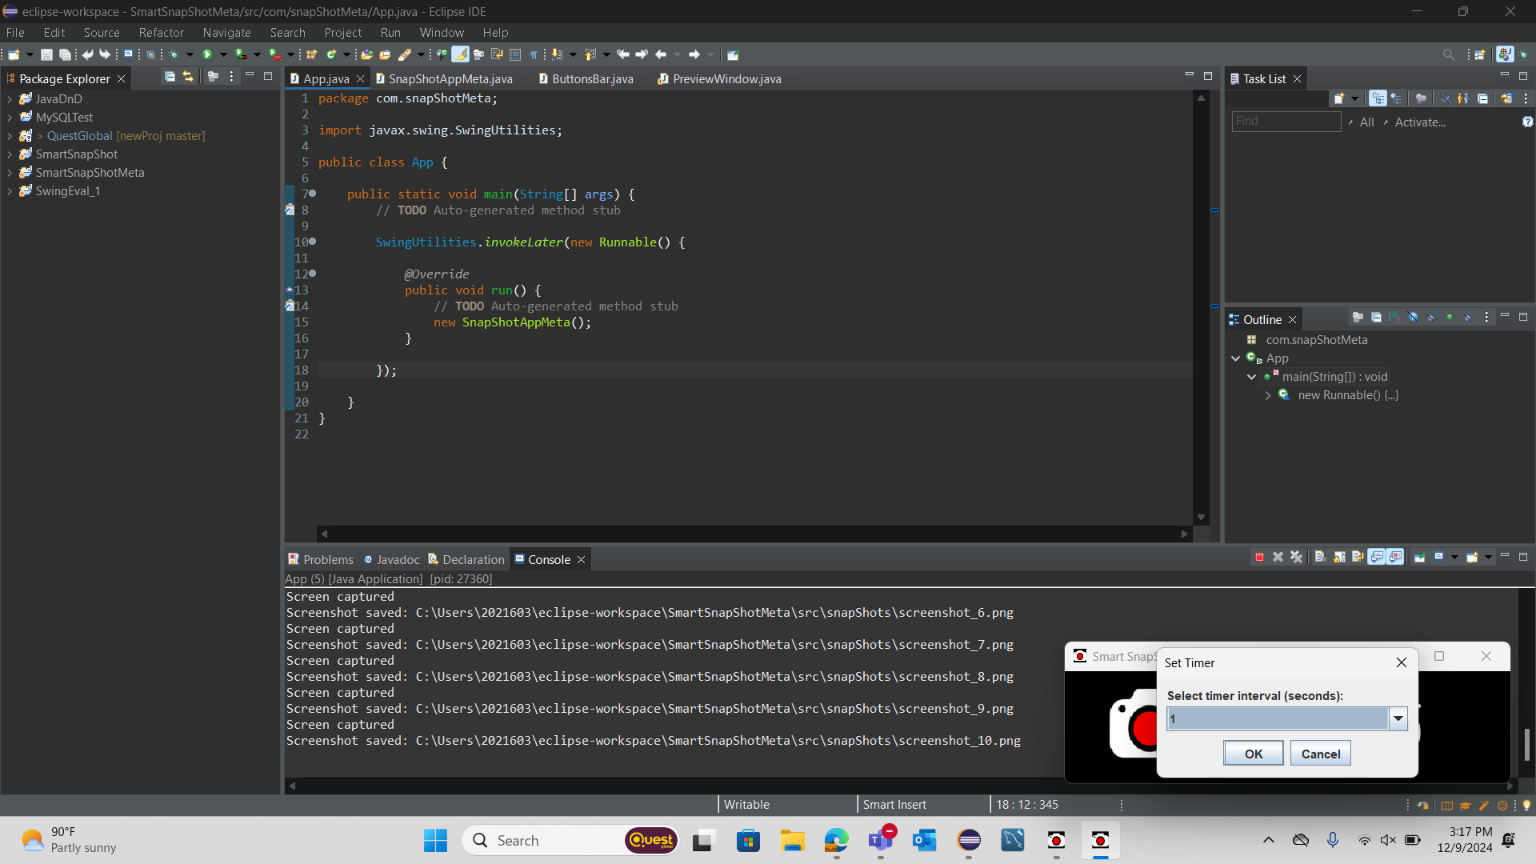 eclipse-workspace - SmartSnapShotMeta/src/com/snapShotMeta/App.java - Eclipse IDE
File Edit Source Refactor Navigate Search Project Run Window Help
Package Explorer
JavaDnD
MySQLTest
> QuestGlobal [newProj master]
SmartSnapShot
SmartSnapShotMeta
SwingEval_1
App.java SnapShotAppMeta.java ButtonsBar.java PreviewWindow.java
1 package com.snapShotMeta;
2
3 import javax.swing.SwingUtilities;
4
5 public class App {
6
7 public static void main(String[] args) {
8 // TODO Auto-generated method stub
9
10 SwingUtilities.invokeLater(new Runnable() {
11
12 @Override
13 public void run() {
14 // TODO Auto-generated method stub
15 new SnapShotAppMeta();
16 }
17
18 });
19
20 }
21 }
22
Task List
Find All Activate...
Outline
com.snapShotMeta
App
main(String[]) : void
new Runnable() {...}
Problems Javadoc Declaration Console
App (5) [Java Application] [pid: 27360]
Screen captured
Screenshot saved: C:\Users\2021603\eclipse-workspace\SmartSnapShotMeta\src\snapShots\screenshot_6.png
Screen captured
Screenshot saved: C:\Users\2021603\eclipse-workspace\SmartSnapShotMeta\src\snapShots\screenshot_7.png
Screen captured
Screenshot saved: C:\Users\2021603\eclipse-workspace\SmartSnapShotMeta\src\snapShots\screenshot_8.png
Screen captured
Screenshot saved: C:\Users\2021603\eclipse-workspace\SmartSnapShotMeta\src\snapShots\screenshot_9.png
Screen captured
Screenshot saved: C:\Users\2021603\eclipse-workspace\SmartSnapShotMeta\src\snapShots\screenshot_10.png
Smart SnapS
Set Timer
Select timer interval (seconds):
1
OK Cancel
Writable Smart Insert 18 : 12 : 345
90°F
Partly sunny
Search
Quest
3:17 PM
12/9/2024